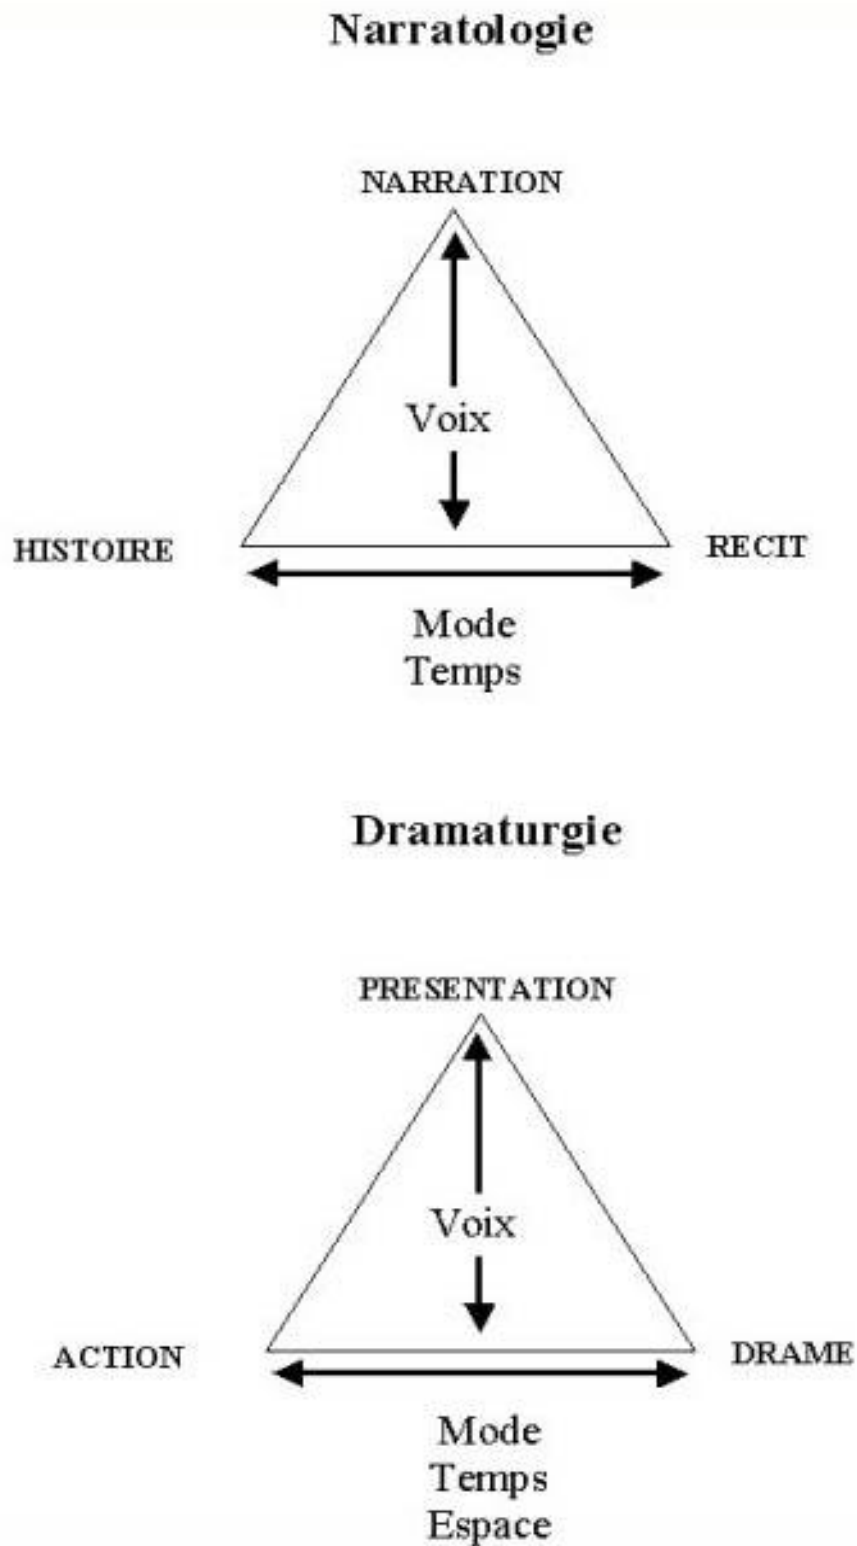 Narratologie
NARRATION
Voix
HISTOIRE
RECIT
Mode
Temps
Dramaturgie
PRESENTATION
Voix
ACTION
DRAME
Mode
Temps
Espace